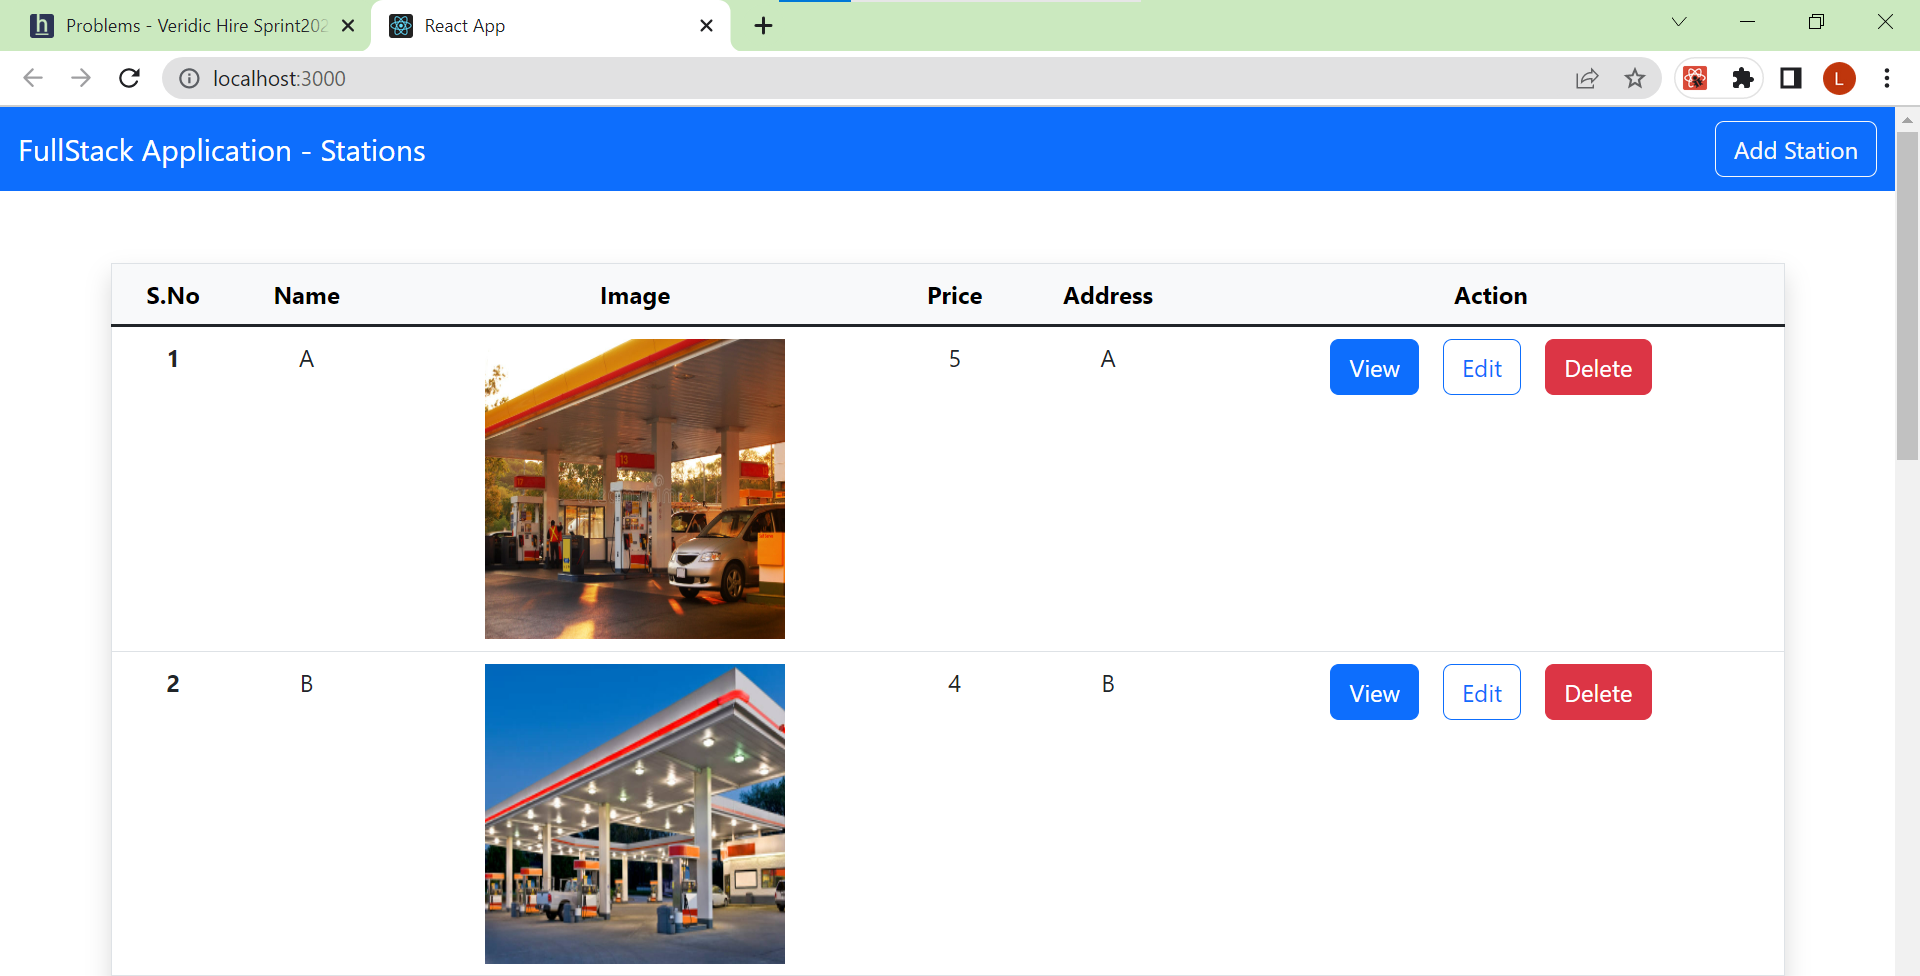 Problems - Veridic Hire Sprint202
React App
localhost:3000
L
FullStack Application - Stations
Add Station
S.No Name Image Price Address Action
1 A 5 A View Edit Delete
13
2 B 4 B View Edit Delete